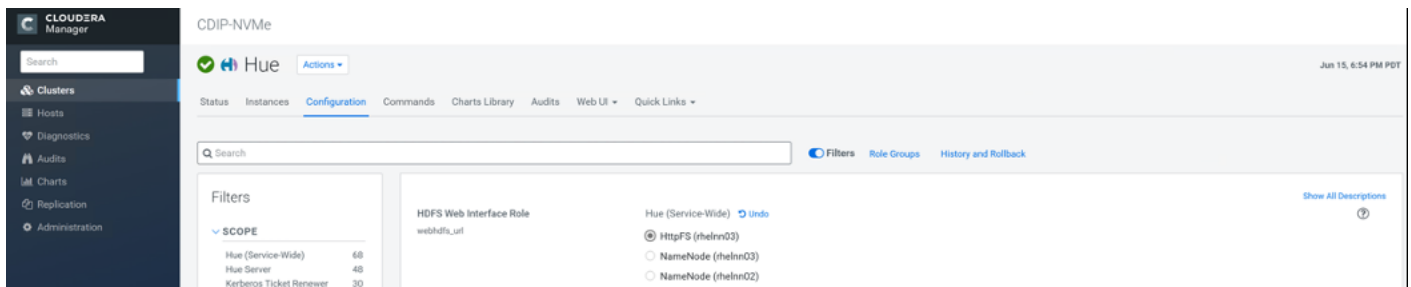 CLOUDERA
Manager
Search
Clusters
Hosts
Diagnostics
Audits
Charts
Replication
Administration
CDIP-NVMe
Hue Actions
Jun 15, 6:54 PM PDT
Status Instances Configuration Commands Charts Library Audits Web UI Quick Links
Search
Filters Role Groups History and Rollback
Filters
SCOPE
Hue (Service-Wide) 68
Hue Server 48
Kerberos Ticket Renewer 30
Show All Descriptions
HDFS Web Interface Role
webhdfs_url
Hue (Service-Wide) Undo
HttpFS (rhelnn03)
NameNode (rhelnn03)
NameNode (rhelnn02)